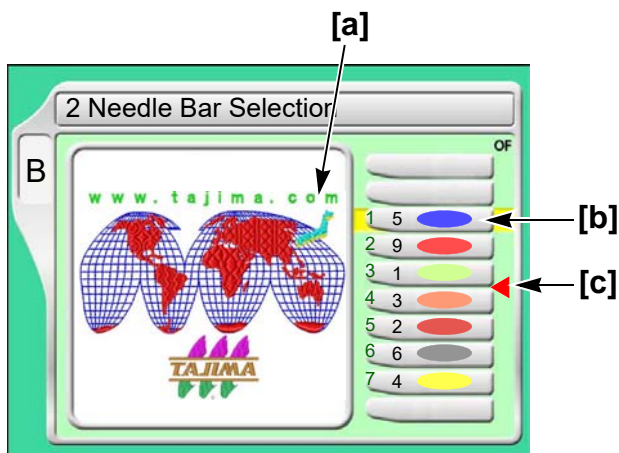 [a]
2 Needle Bar Selection
B
OF
www.tajima.com
1 5
[b]
2 9
3 1
[c]
4 3
5 2
6 6
7 4
TAJIMA